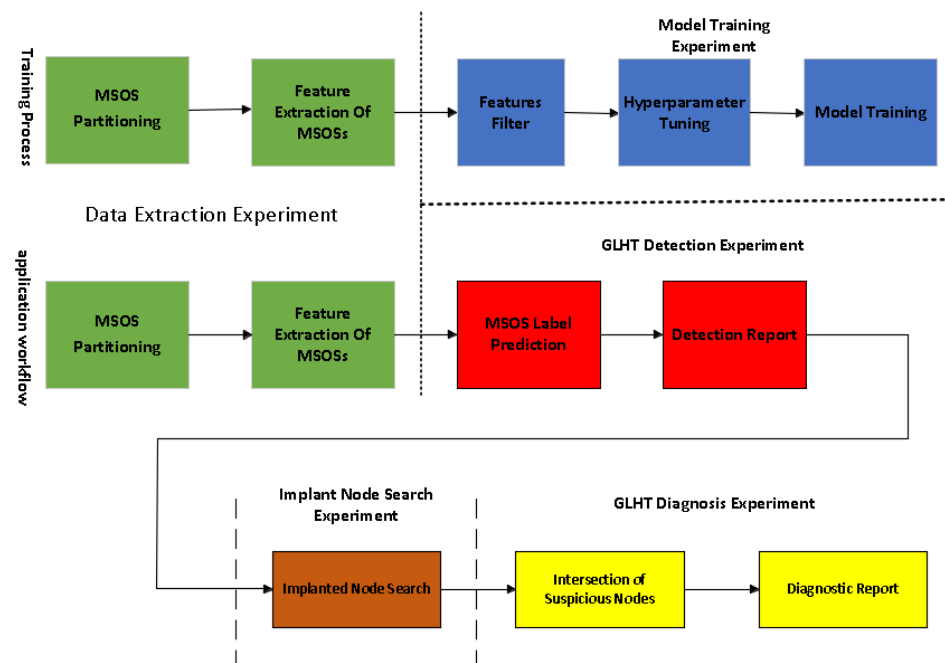 Training Process
Model Training
Experiment
MSOS
Partitioning
Feature
Extraction Of
MSOSs
Features
Filter
Hyperparameter
Tuning
Model Training
Data Extraction Experiment
application workflow
GLHT Detection Experiment
MSOS
Partitioning
Feature
Extraction Of
MSOSs
MSOS Label
Prediction
Detection Report
Implant Node Search
Experiment
GLHT Diagnosis Experiment
Implanted Node Search
Intersection of
Suspicious Nodes
Diagnostic Report